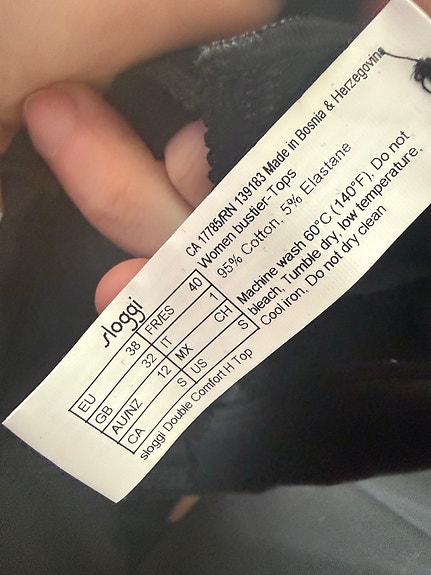 sloggi
EU 38 FR/ES 40
GB 32 IT 1
AU/NZ 12 MX CH
CA S US S
sloggi Double Comfort H Top
CA 17785/RN 139183 Made in Bosnia & Herzegovina
Women bustier-Tops
95% Cotton, 5% Elastane
Machine wash 60°C (140°F). Do not
bleach. Tumble dry, low temperature.
Cool iron. Do not dry clean